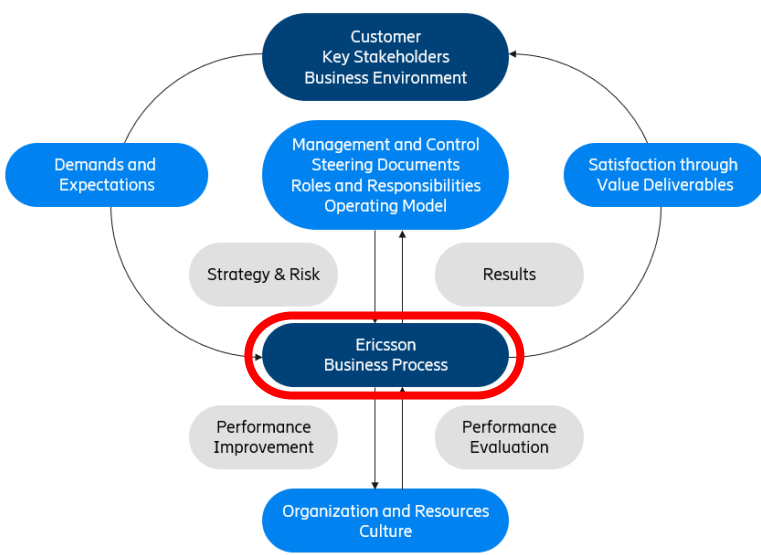 Customer
Key Stakeholders
Business Environment
Management and Control
Steering Documents
Roles and Responsibilities
Operating Model
Demands and
Expectations
Satisfaction through
Value Deliverables
Strategy & Risk
Results
Ericsson
Business Process
Performance
Improvement
Performance
Evaluation
Organization and Resources
Culture